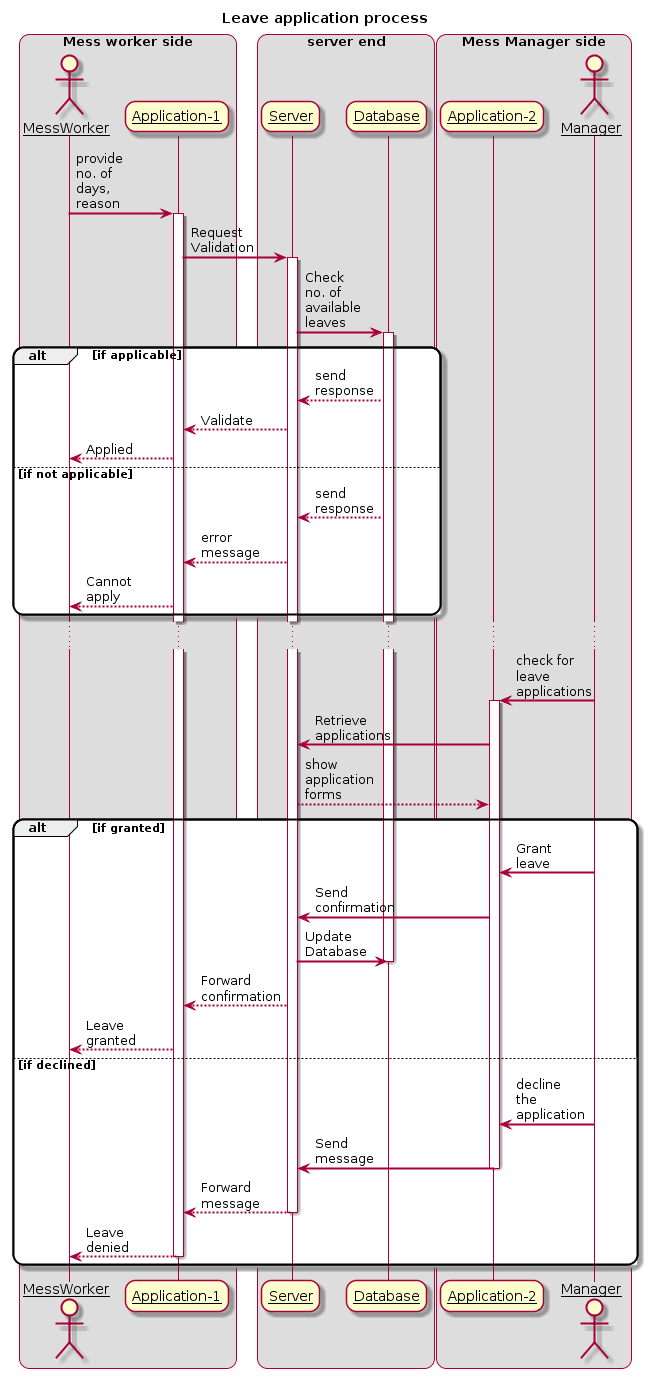 Leave application process
Mess worker side
server end
Mess Manager side
MessWorker
Application-1
Server
Database
Application-2
Manager
provide
no. of
days,
reason
Request
Validation
Check
no. of
available
leaves
alt
[if applicable]
send
response
Validate
Applied
[if not applicable]
send
response
error
message
Cannot
apply
check for
leave
applications
Retrieve
applications
show
application
forms
alt
[if granted]
Grant
leave
Send
confirmation
Update
Database
Forward
confirmation
Leave
granted
[if declined]
decline
the
application
Send
message
Forward
message
Leave
denied
MessWorker
Application-1
Server
Database
Application-2
Manager